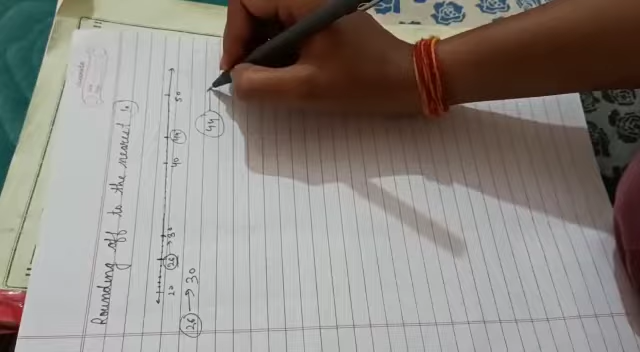 Rounding off to the nearest 10
20 26 → 30 40 44 50
26 → 30
44